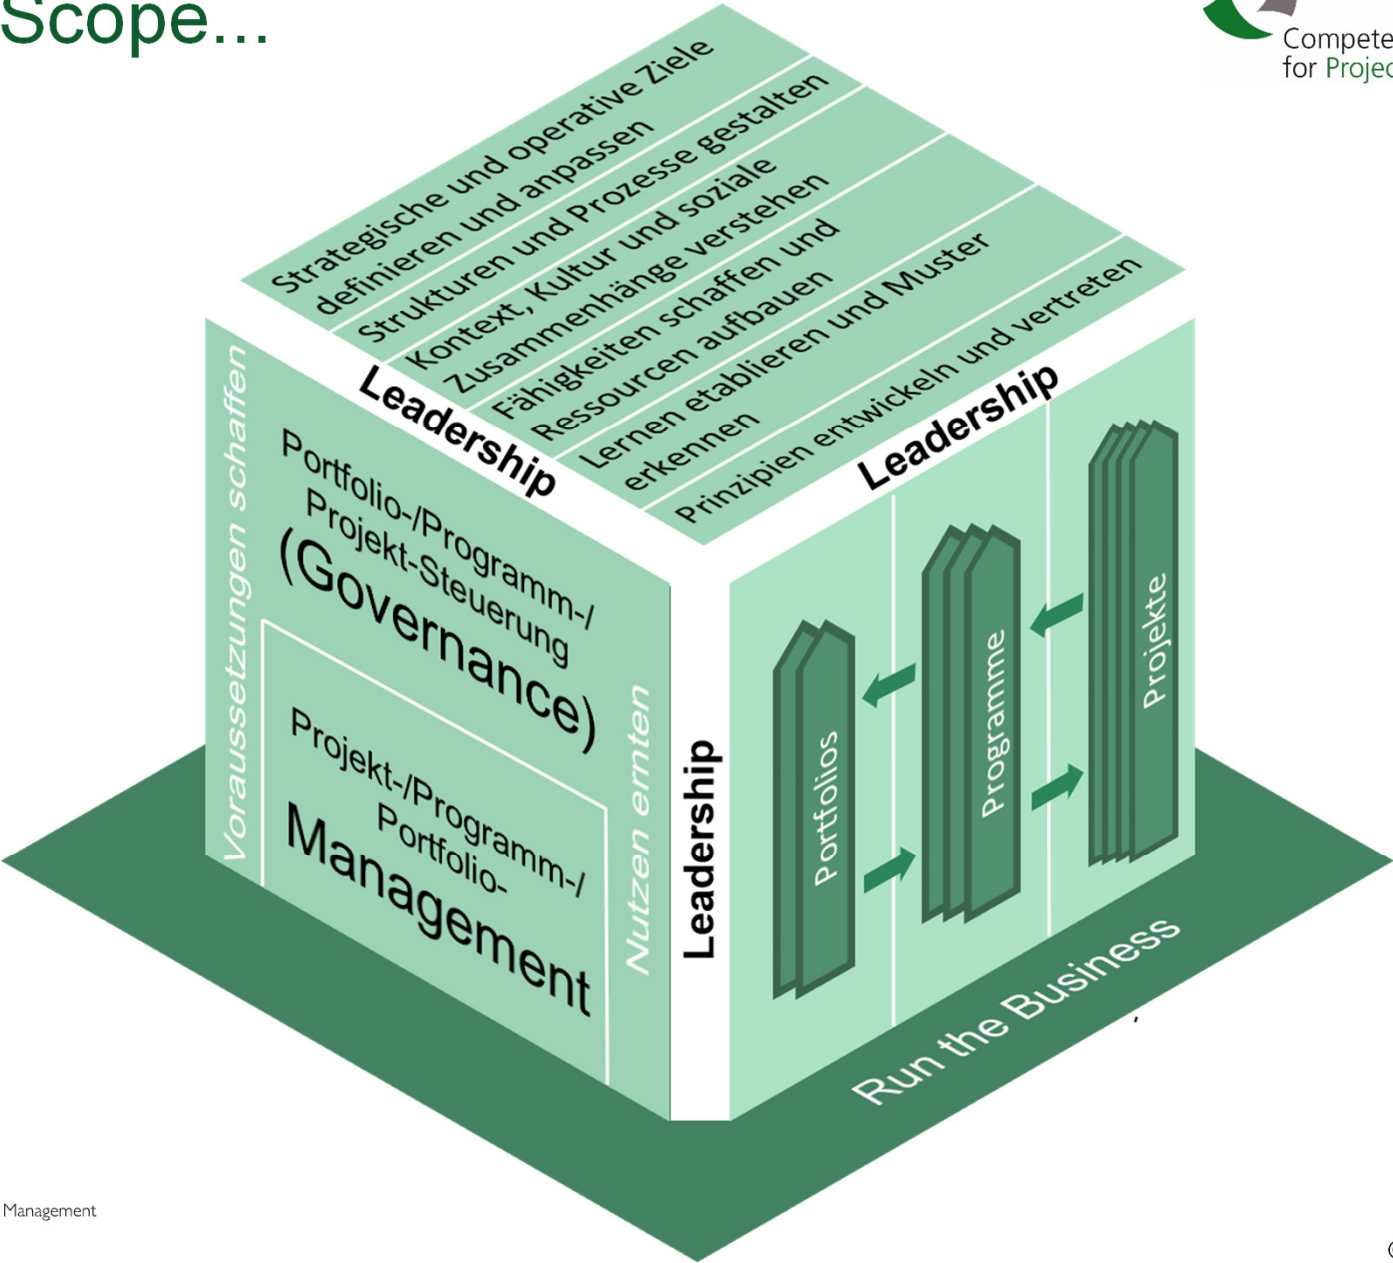 Scope...
Compete
for Projec
Strategische und operative Ziele
definieren und anpassen
Strukturen und Prozesse gestalten
Kontext, Kultur und soziale
Zusammenhänge verstehen
Fähigkeiten schaffen und
Ressourcen aufbauen
Lernen etablieren und Muster
erkennen
Prinzipien entwickeln und vertreten
Leadership
Leadership
Leadership
Voraussetzungen schaffen
Portfolio-/Programm-/
Projekt-Steuerung
(Governance)
Projekt-/Programm-/
Portfolio-
Management
Nutzen ernten
Portfolios
Programme
Projekte
Run the Business
Management